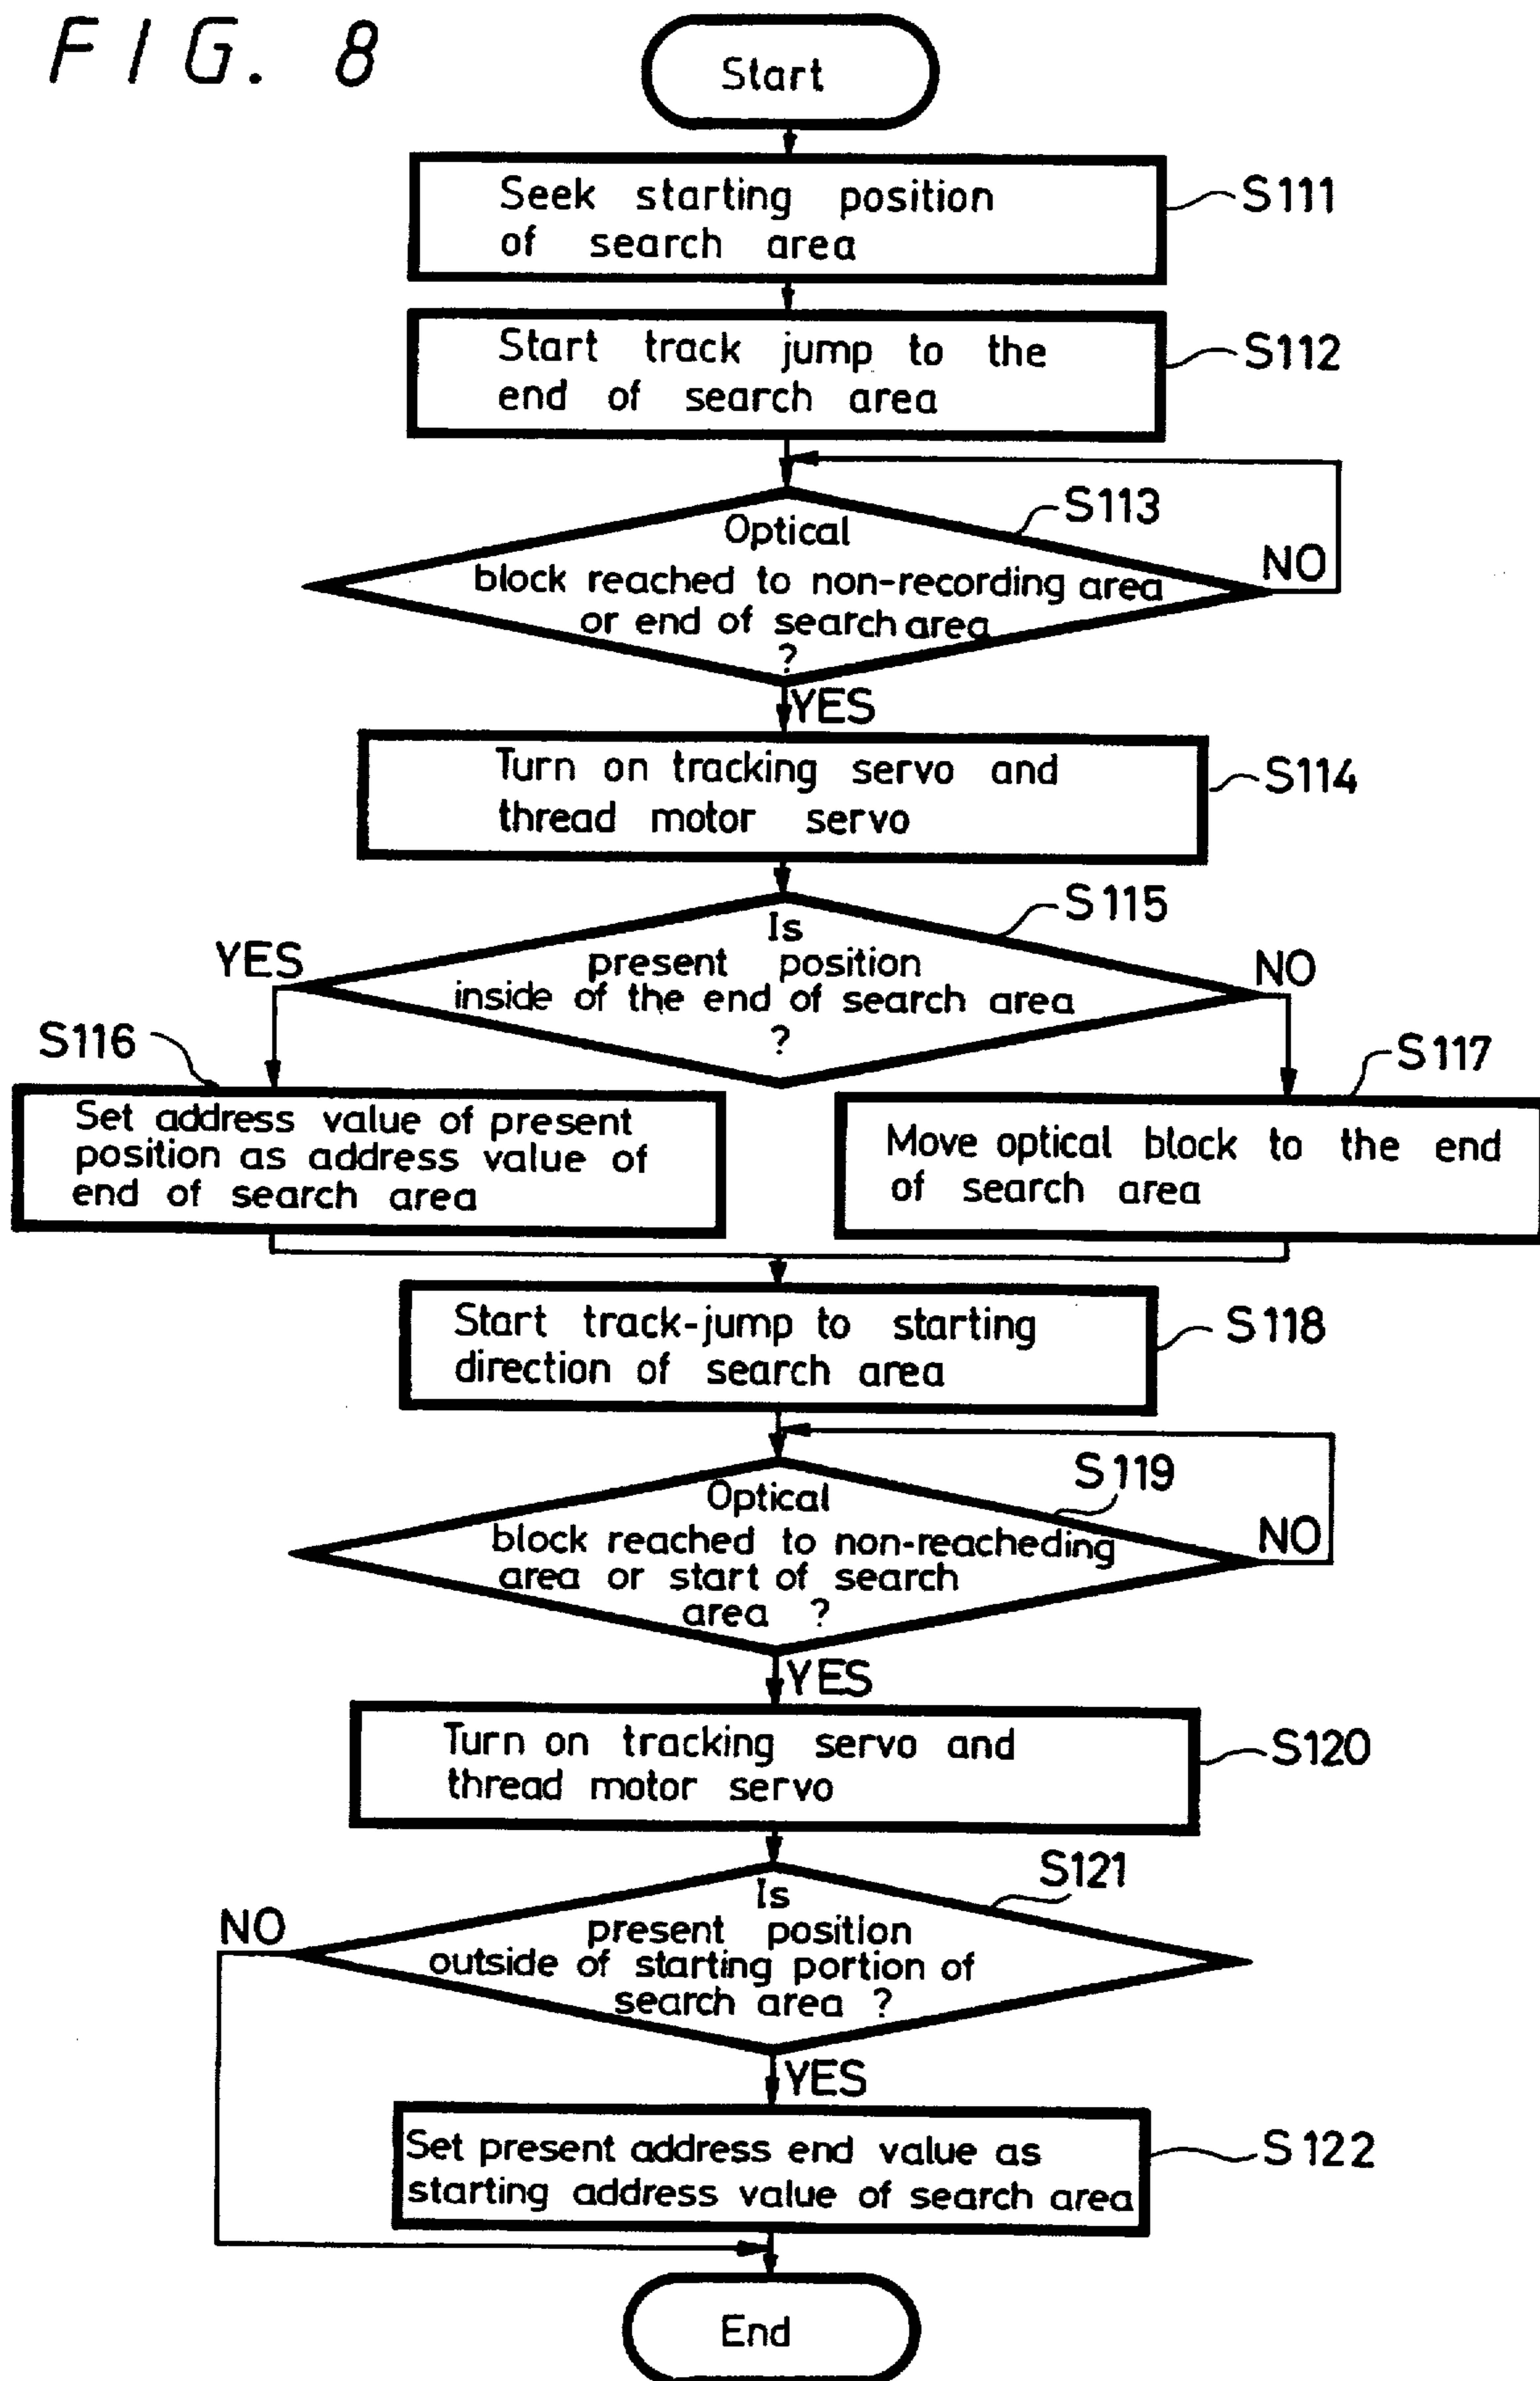 FIG. 8
Start
Seek starting position
of search area
S111
Start track jump to the
end of search area
S112
S113
Optical
block reached to non-recording area
or end of search area
?
NO
YES
Turn on tracking servo and
thread motor servo
S114
S115
Is
present position
inside of the end of search area
?
YES
NO
S116
S117
Set address value of present
position as address value of
end of search area
Move optical block to the end
of search area
Start track-jump to starting
direction of search area
S118
S119
Optical
block reached to non-reacheding
area or start of search
area ?
NO
YES
Turn on tracking servo and
thread motor servo
S120
S121
Is
present position
outside of starting portion of
search area ?
NO
YES
Set present address end value as
starting address value of search area
S122
End